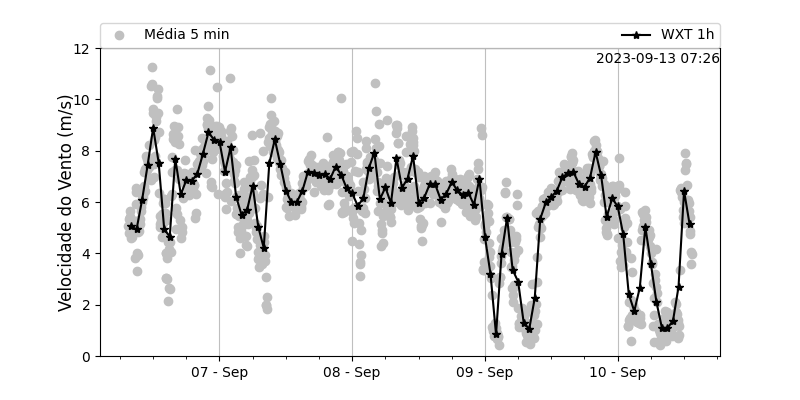 Média 5 min
WXT 1h
2023-09-13 07:26
Velocidade do Vento (m/s)
12
10
8
6
4
2
0
07 - Sep
08 - Sep
09 - Sep
10 - Sep